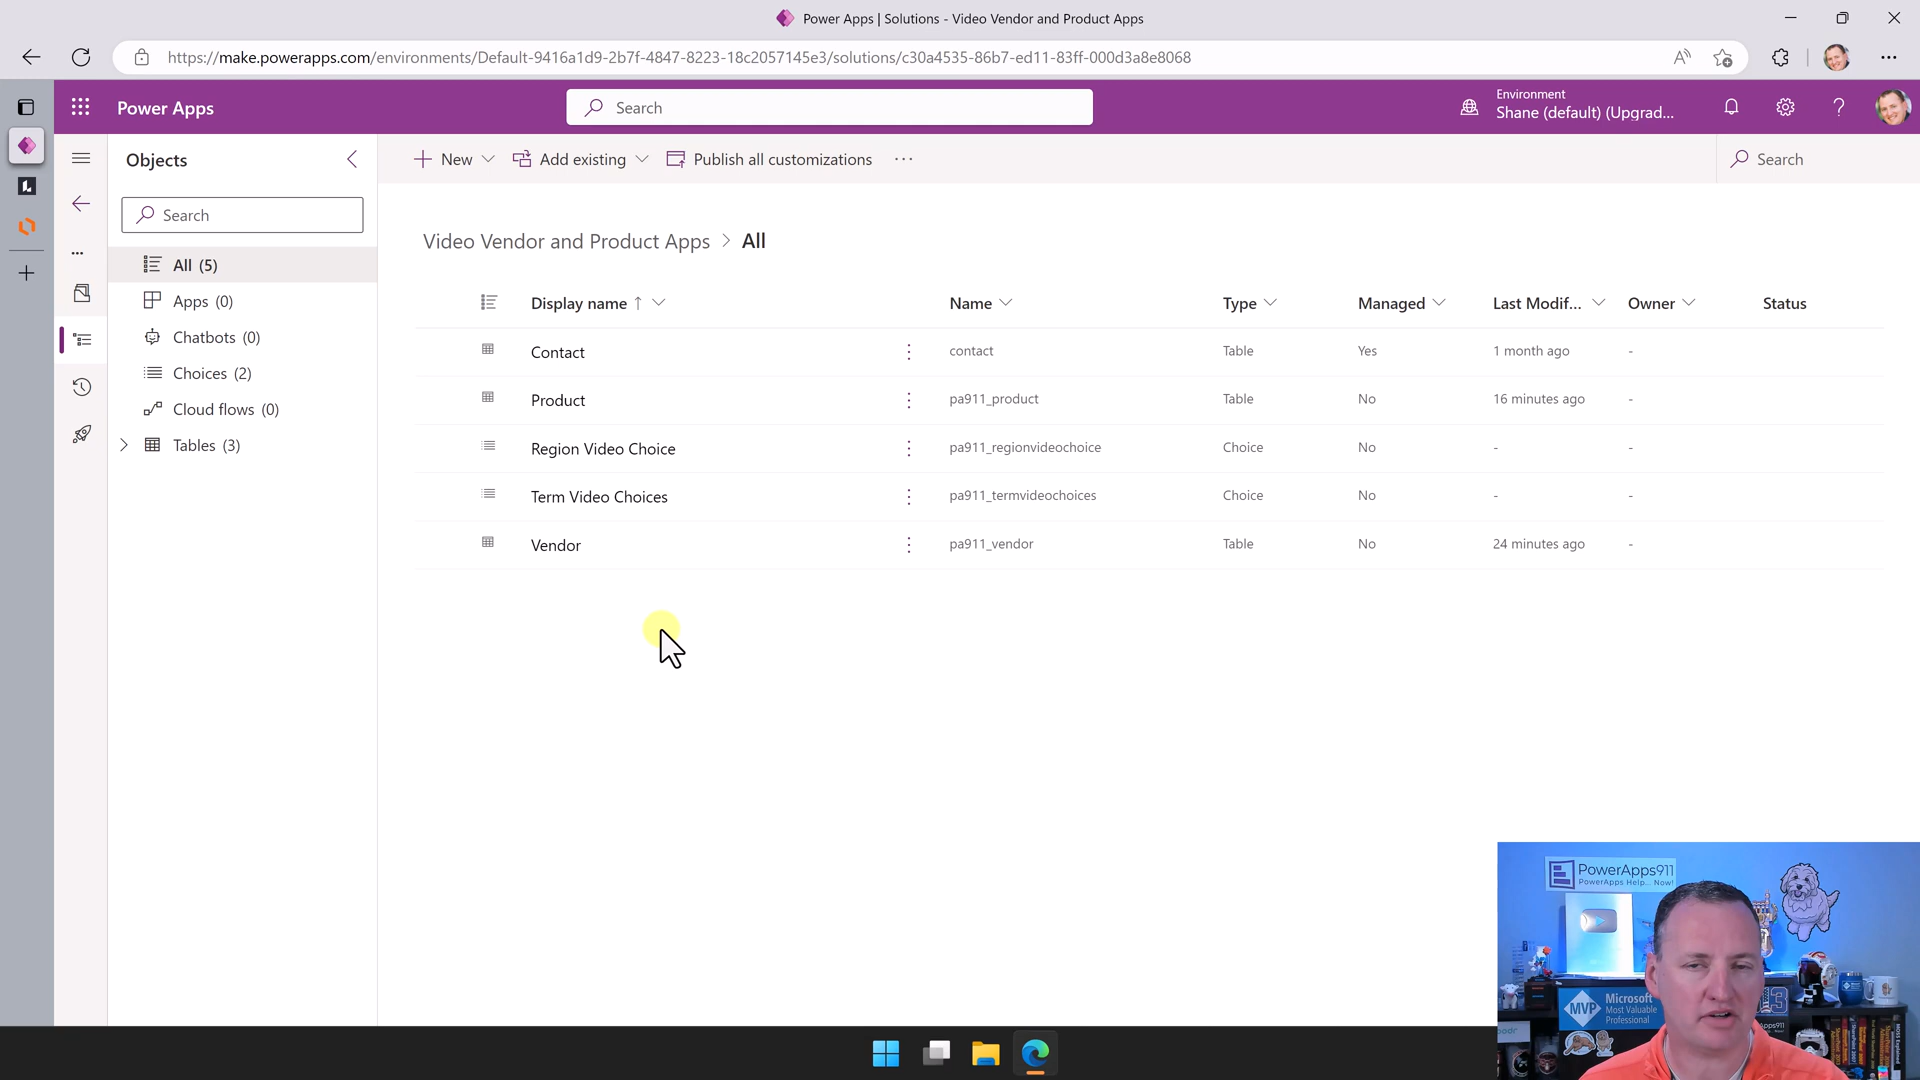 Power Apps | Solutions - Video Vendor and Product Apps
https://make.powerapps.com/environments/Default-9416a1d9-2b7f-4847-8223-18c2057145e3/solutions/c30a4535-86b7-ed11-83ff-000d3a8e8068
Power Apps
Search
Environment
Shane (default) (Upgrad...
Objects
New
Add existing
Publish all customizations
Search
Search
Video Vendor and Product Apps > All
All (5)
Apps (0)
Chatbots (0)
Choices (2)
Cloud flows (0)
Tables (3)
Display name ↑ Name Type Managed Last Modif... Owner Status
Contact contact Table Yes 1 month ago -
Product pa911_product Table No 16 minutes ago -
Region Video Choice pa911_regionvideochoice Choice No - -
Term Video Choices pa911_termvideochoices Choice No - -
Vendor pa911_vendor Table No 24 minutes ago -
PowerApps911
PowerApps Help... Now!
MVP
Microsoft
Most Valuable
Professional